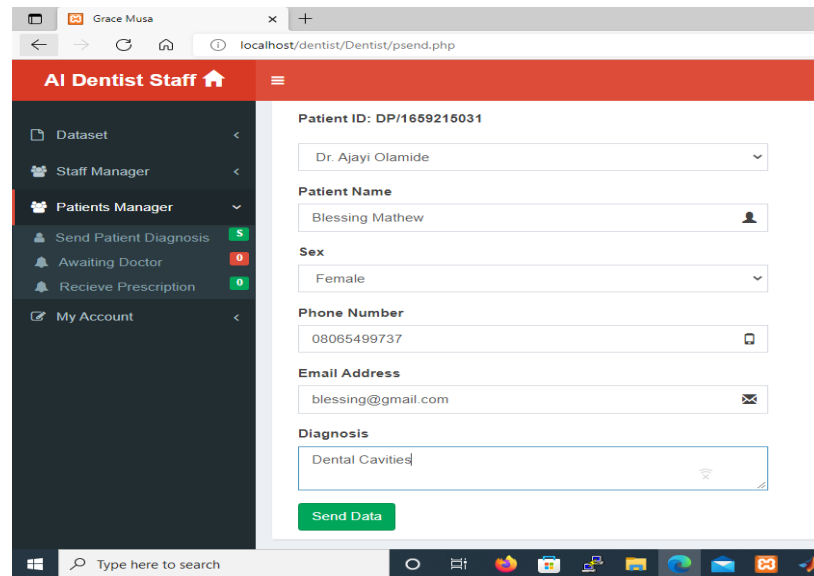 Grace Musa
localhost/dentist/Dentist/psend.php
AI Dentist Staff
Dataset
Staff Manager
Patients Manager
Send Patient Diagnosis S
Awaiting Doctor 0
Recieve Prescription 0
My Account
Patient ID: DP/1659215031
Dr. Ajayi Olamide
Patient Name
Blessing Mathew
Sex
Female
Phone Number
08065499737
Email Address
blessing@gmail.com
Diagnosis
Dental Cavities
Send Data
Type here to search